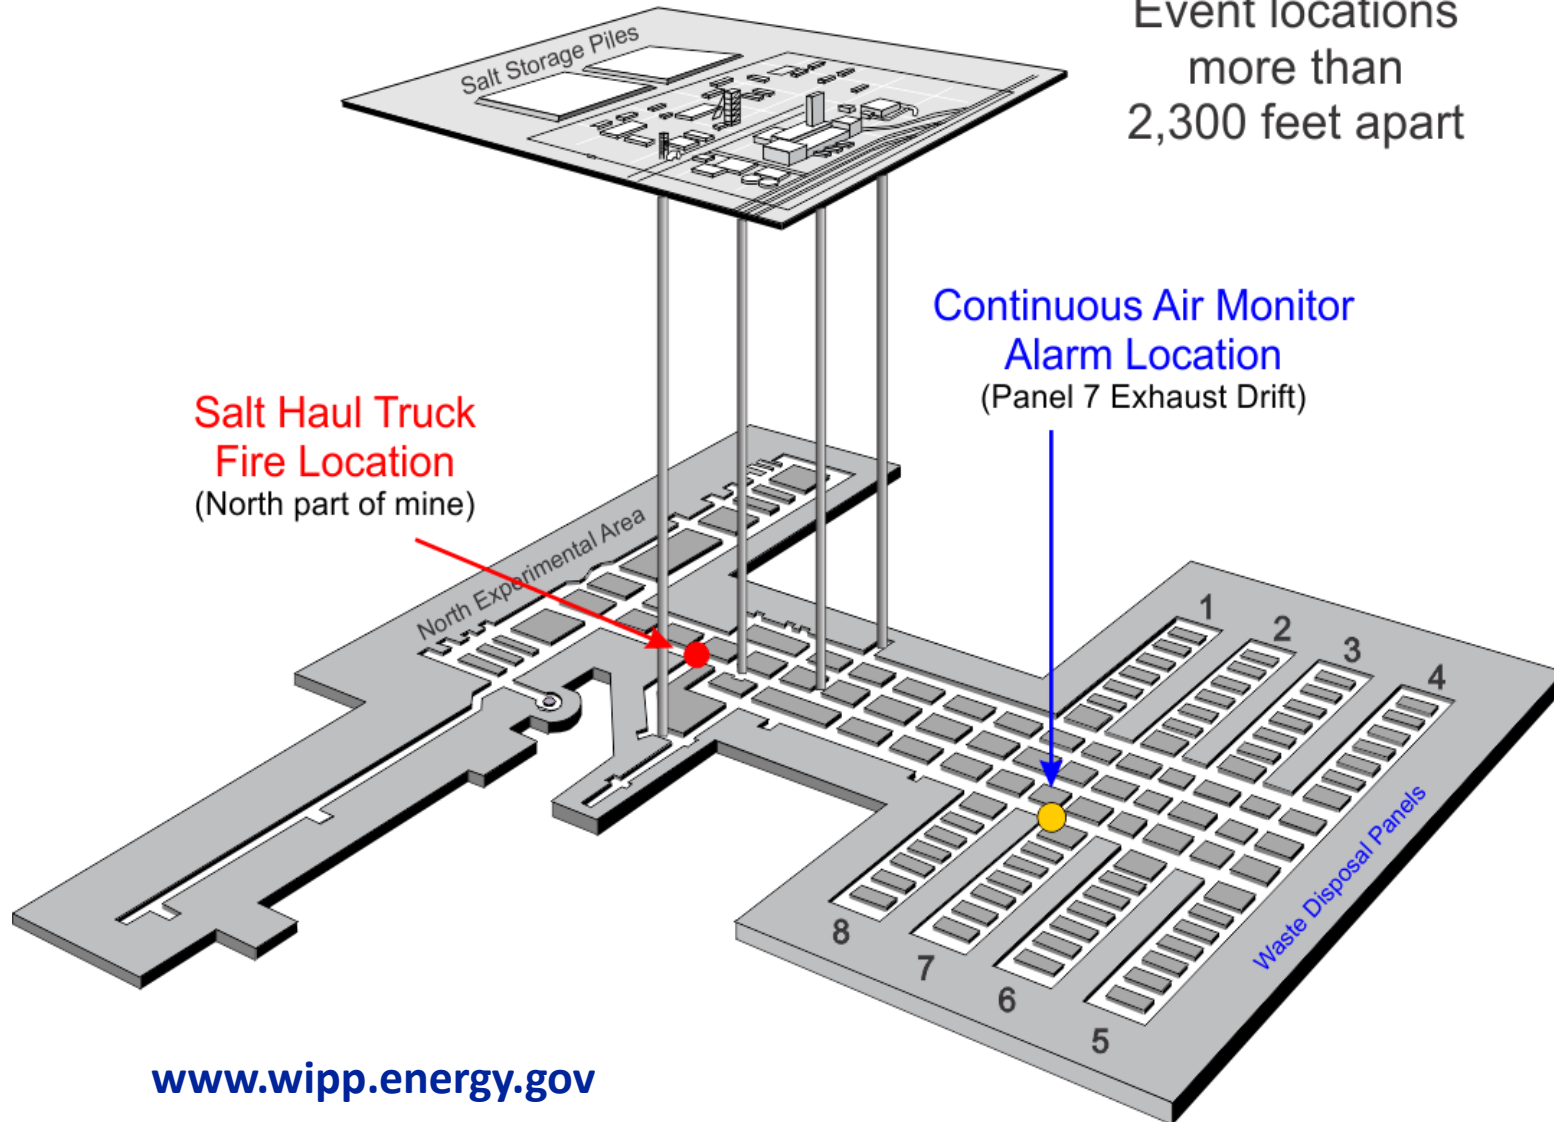 Event locations
more than
2,300 feet apart
Salt Storage Piles
Continuous Air Monitor
Alarm Location
(Panel 7 Exhaust Drift)
Salt Haul Truck
Fire Location
(North part of mine)
North Experimental Area
1
2
3
4
8
7
6
5
Waste Disposal Panels
www.wipp.energy.gov